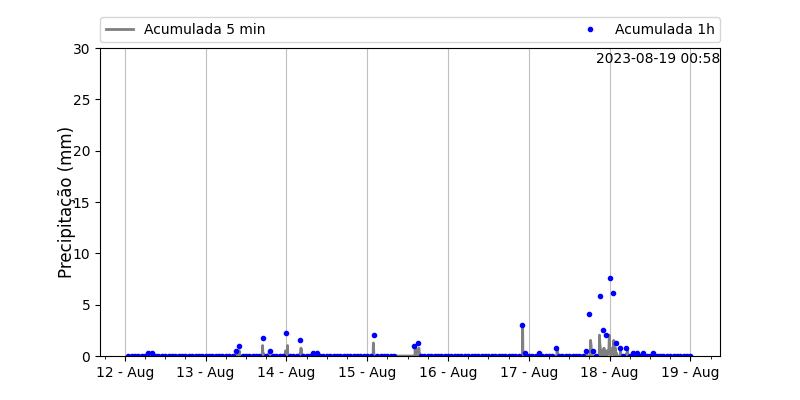 Acumulada 5 min
Acumulada 1h
2023-08-19 00:58
Precipitação (mm)
30
25
20
15
10
5
0
12 - Aug
13 - Aug
14 - Aug
15 - Aug
16 - Aug
17 - Aug
18 - Aug
19 - Aug